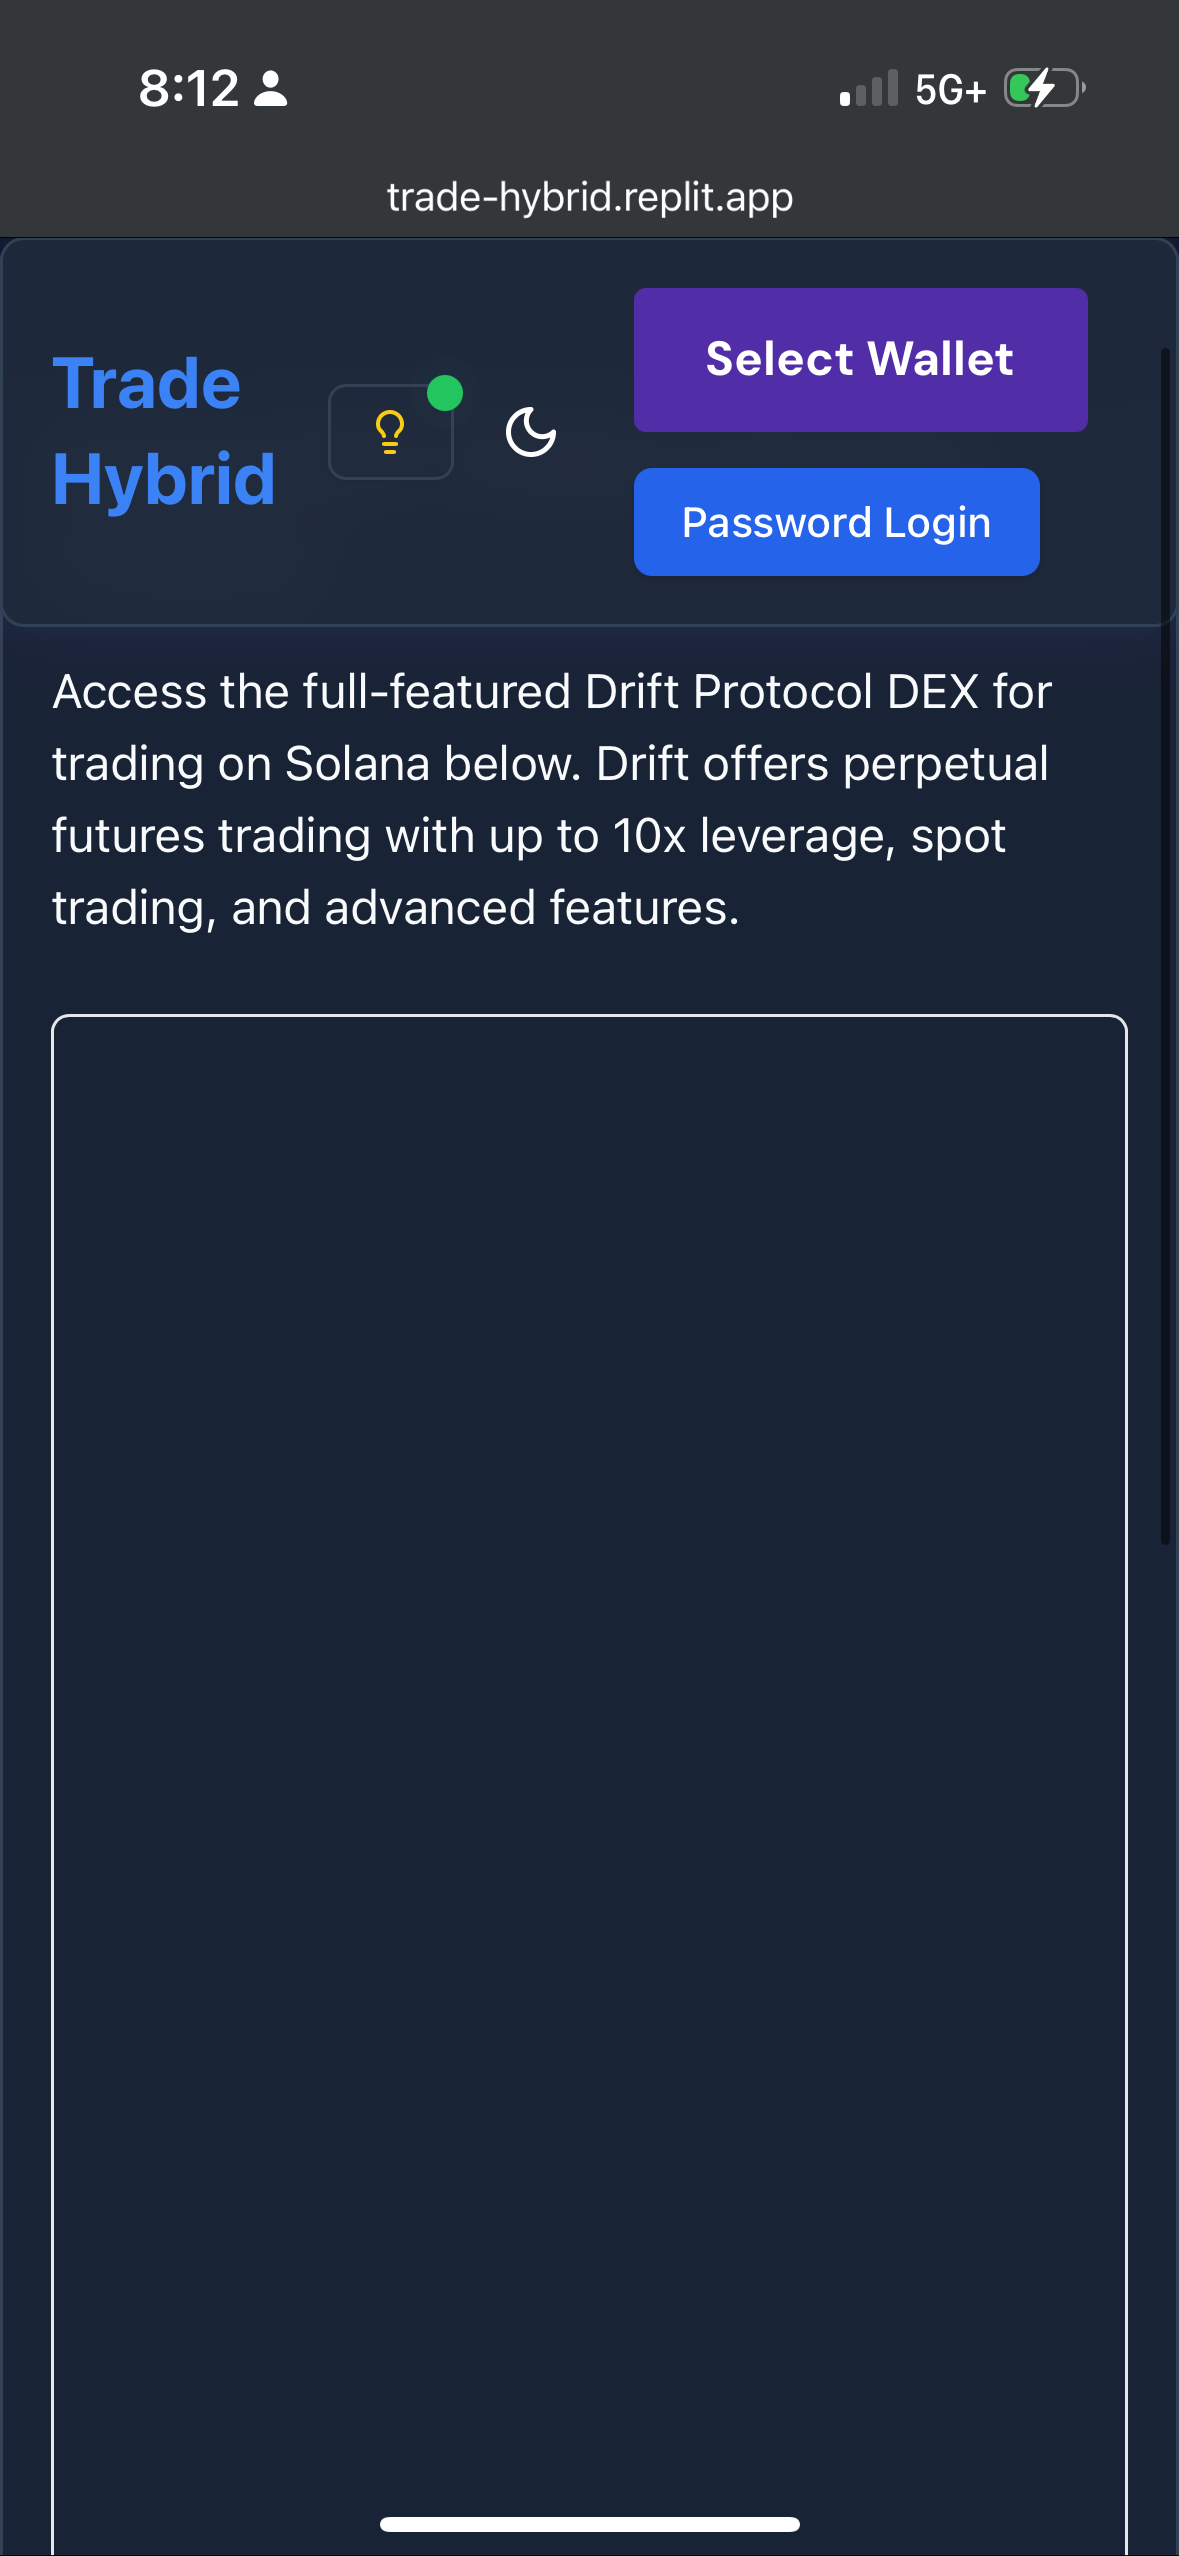 8:12
5G+
trade-hybrid.replit.app
Trade
Hybrid
Select Wallet
Password Login
Access the full-featured Drift Protocol DEX for
trading on Solana below. Drift offers perpetual
futures trading with up to 10x leverage, spot
trading, and advanced features.